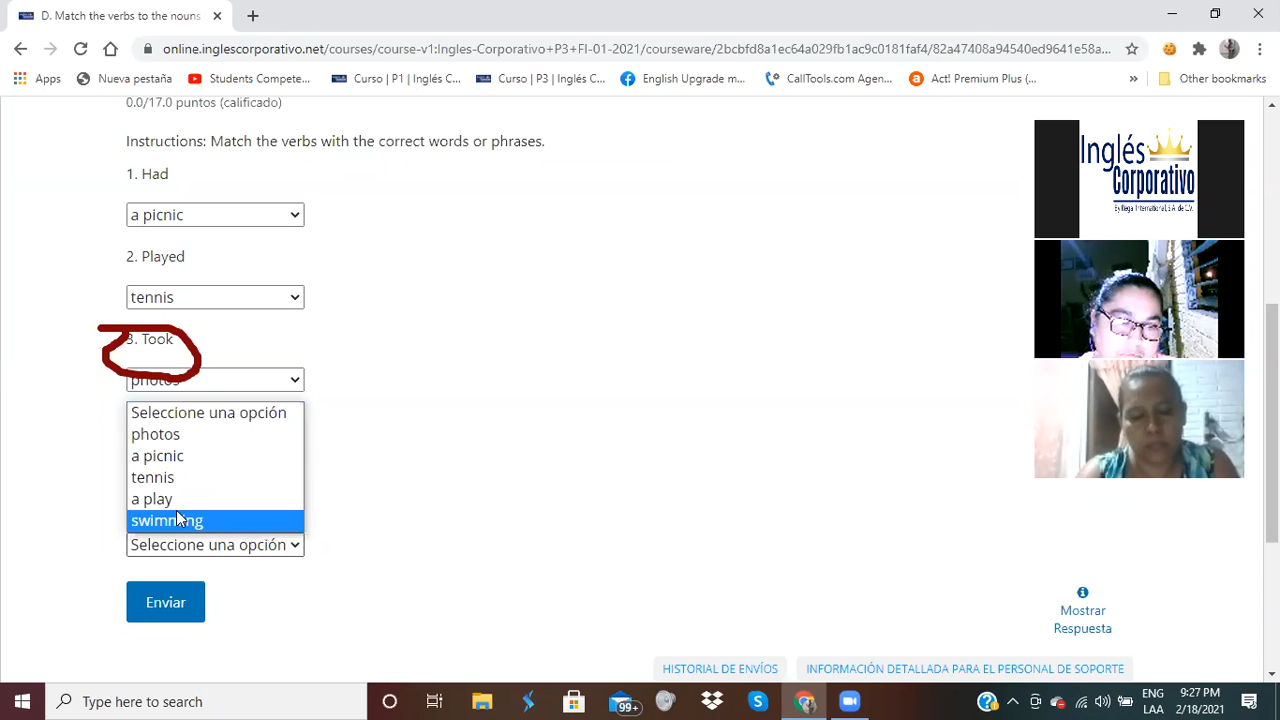 D. Match the verbs to the nouns
online.inglescorporativo.net/courses/course-v1:Ingles-Corporativo+P3+FI-01-2021/courseware/2bcbfd8a1ec64a029fb1ac9c0181faf4/82a47408a94540ed9641e58a...
Apps
Nueva pestaña
Students Compete...
Curso | P1 | Inglés C...
Curso | P3 | Inglés C...
English Upgrade m...
CallTools.com Agen...
Act! Premium Plus (...
»
Other bookmarks
0.0/17.0 puntos (calificado)
Instructions: Match the verbs with the correct words or phrases.
1. Had
a picnic
2. Played
tennis
3. Took
photos
Seleccione una opción
photos
a picnic
tennis
a play
swimming
Seleccione una opción
Enviar
Inglés
Corporativo
Mostrar
Respuesta
HISTORIAL DE ENVÍOS
INFORMACIÓN DETALLADA PARA EL PERSONAL DE SOPORTE
Type here to search
99+
ENG
LAA
9:27 PM
2/18/2021